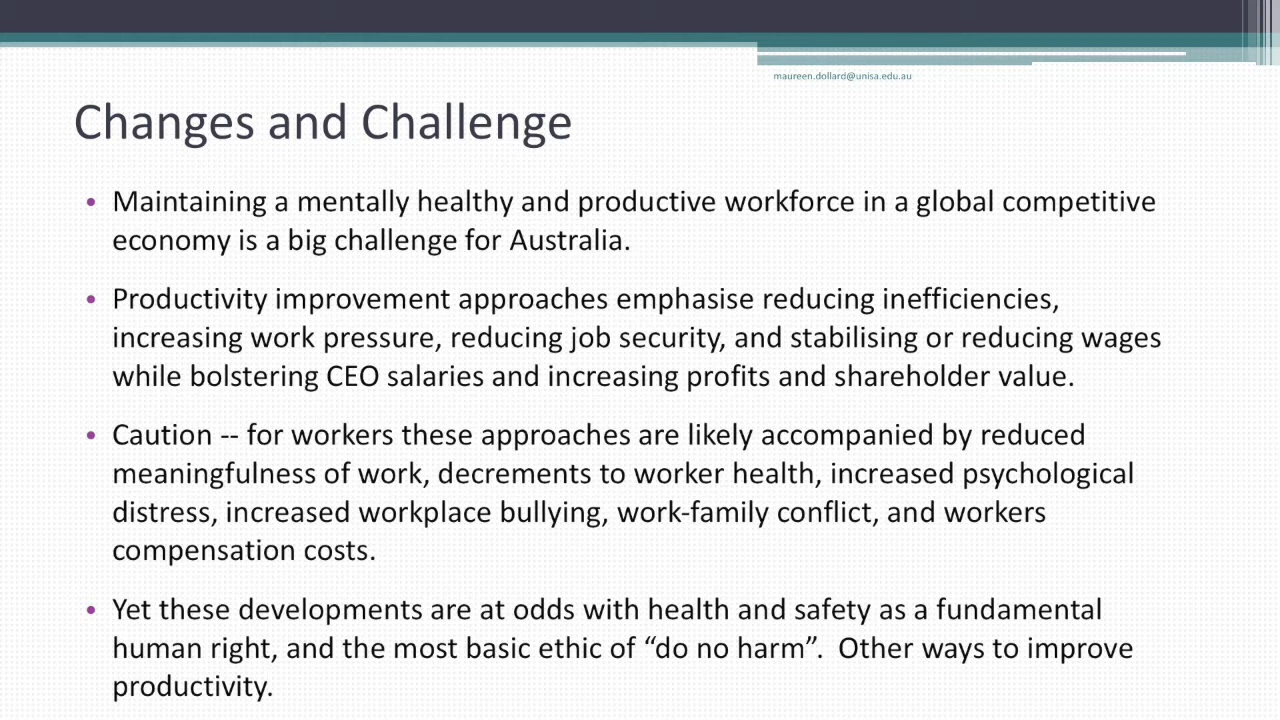 maureen.dollard@unisa.edu.au
Changes and Challenge
• Maintaining a mentally healthy and productive workforce in a global competitive
economy is a big challenge for Australia.
• Productivity improvement approaches emphasise reducing inefficiencies,
increasing work pressure, reducing job security, and stabilising or reducing wages
while bolstering CEO salaries and increasing profits and shareholder value.
• Caution -- for workers these approaches are likely accompanied by reduced
meaningfulness of work, decrements to worker health, increased psychological
distress, increased workplace bullying, work-family conflict, and workers
compensation costs.
• Yet these developments are at odds with health and safety as a fundamental
human right, and the most basic ethic of “do no harm”.  Other ways to improve
productivity.